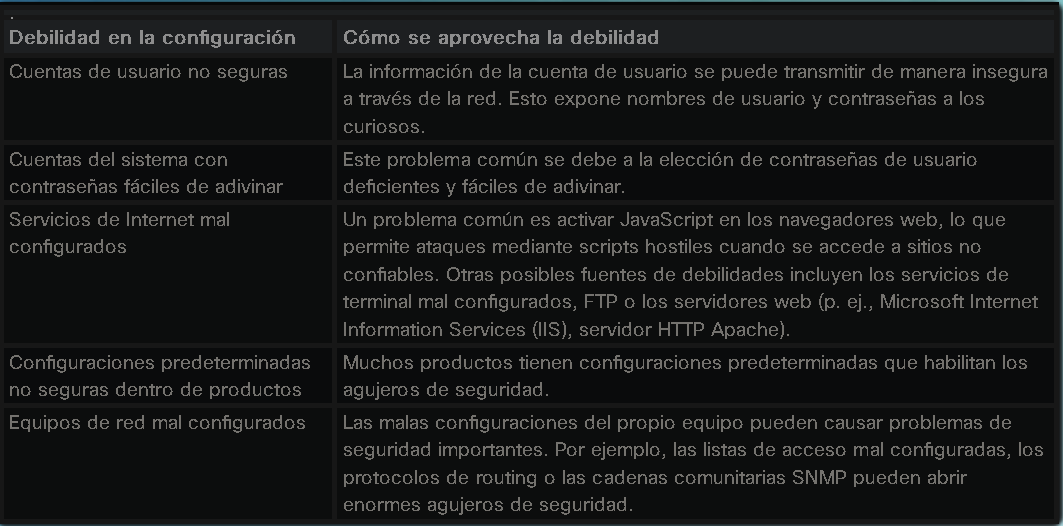 Debilidad en la configuración
Cómo se aprovecha la debilidad
Cuentas de usuario no seguras
La información de la cuenta de usuario se puede transmitir de manera insegura
a través de la red. Esto expone nombres de usuario y contraseñas a los
curiosos.
Cuentas del sistema con
contraseñas fáciles de adivinar
Este problema común se debe a la elección de contraseñas de usuario
deficientes y fáciles de adivinar.
Servicios de Internet mal
configurados
Un problema común es activar JavaScript en los navegadores web, lo que
permite ataques mediante scripts hostiles cuando se accede a sitios no
confiables. Otras posibles fuentes de debilidades incluyen los servicios de
terminal mal configurados, FTP o los servidores web (p. ej., Microsoft Internet
Information Services (IIS), servidor HTTP Apache).
Configuraciones predeterminadas
no seguras dentro de productos
Muchos productos tienen configuraciones predeterminadas que habilitan los
agujeros de seguridad.
Equipos de red mal configurados
Las malas configuraciones del propio equipo pueden causar problemas de
seguridad importantes. Por ejemplo, las listas de acceso mal configuradas, los
protocolos de routing o las cadenas comunitarias SNMP pueden abrir
enormes agujeros de seguridad.